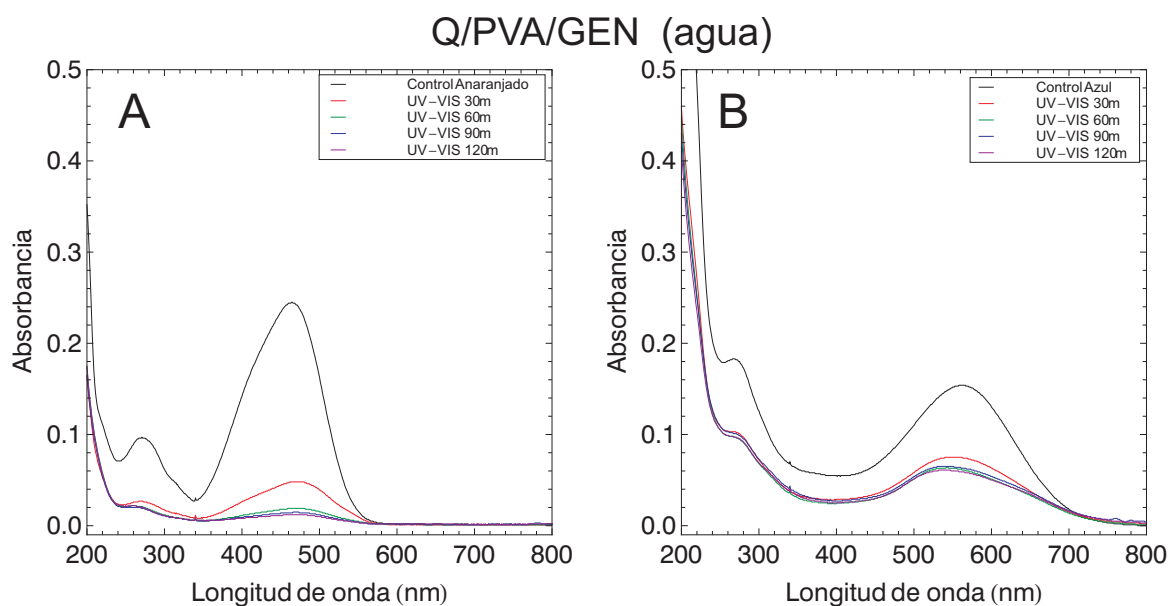 Q/PVA/GEN (agua)
A
Control Anaranjado
UV-VIS 30m
UV-VIS 60m
UV-VIS 90m
UV-VIS 120m
0.5
0.4
0.3
0.2
0.1
0.0
Absorbancia
200 300 400 500 600 700 800
Longitud de onda (nm)
B
Control Azul
UV-VIS 30m
UV-VIS 60m
UV-VIS 90m
UV-VIS 120m
0.5
0.4
0.3
0.2
0.1
0.0
Absorbancia
200 300 400 500 600 700 800
Longitud de onda (nm)